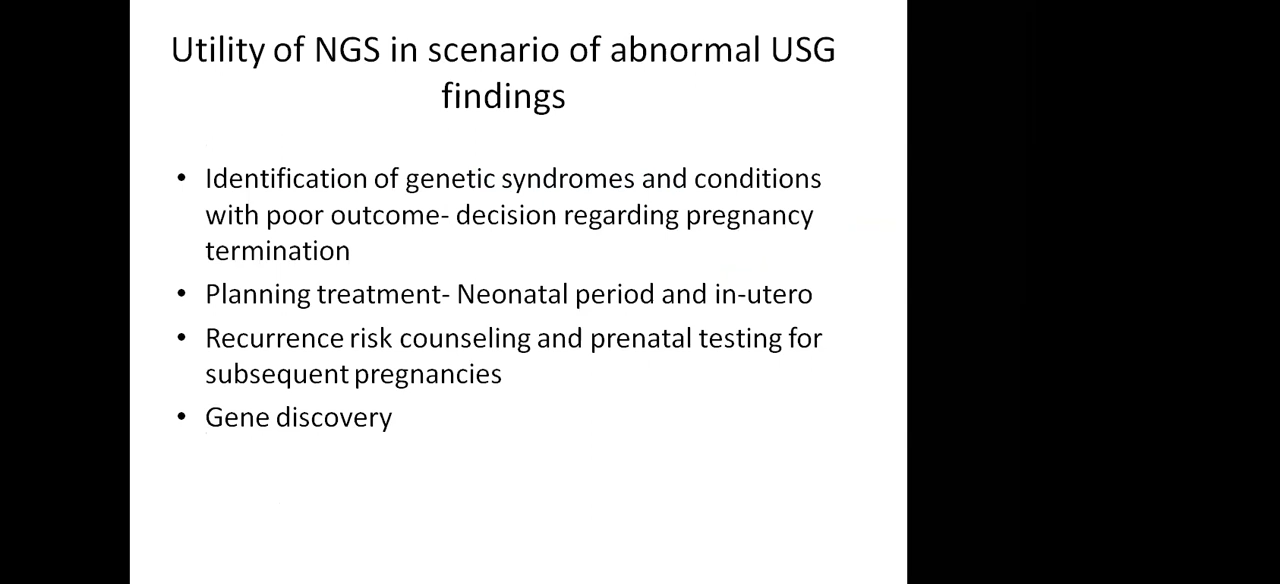 Utility of NGS in scenario of abnormal USG
findings
• Identification of genetic syndromes and conditions
with poor outcome- decision regarding pregnancy
termination
• Planning treatment- Neonatal period and in-utero
• Recurrence risk counseling and prenatal testing for
subsequent pregnancies
• Gene discovery